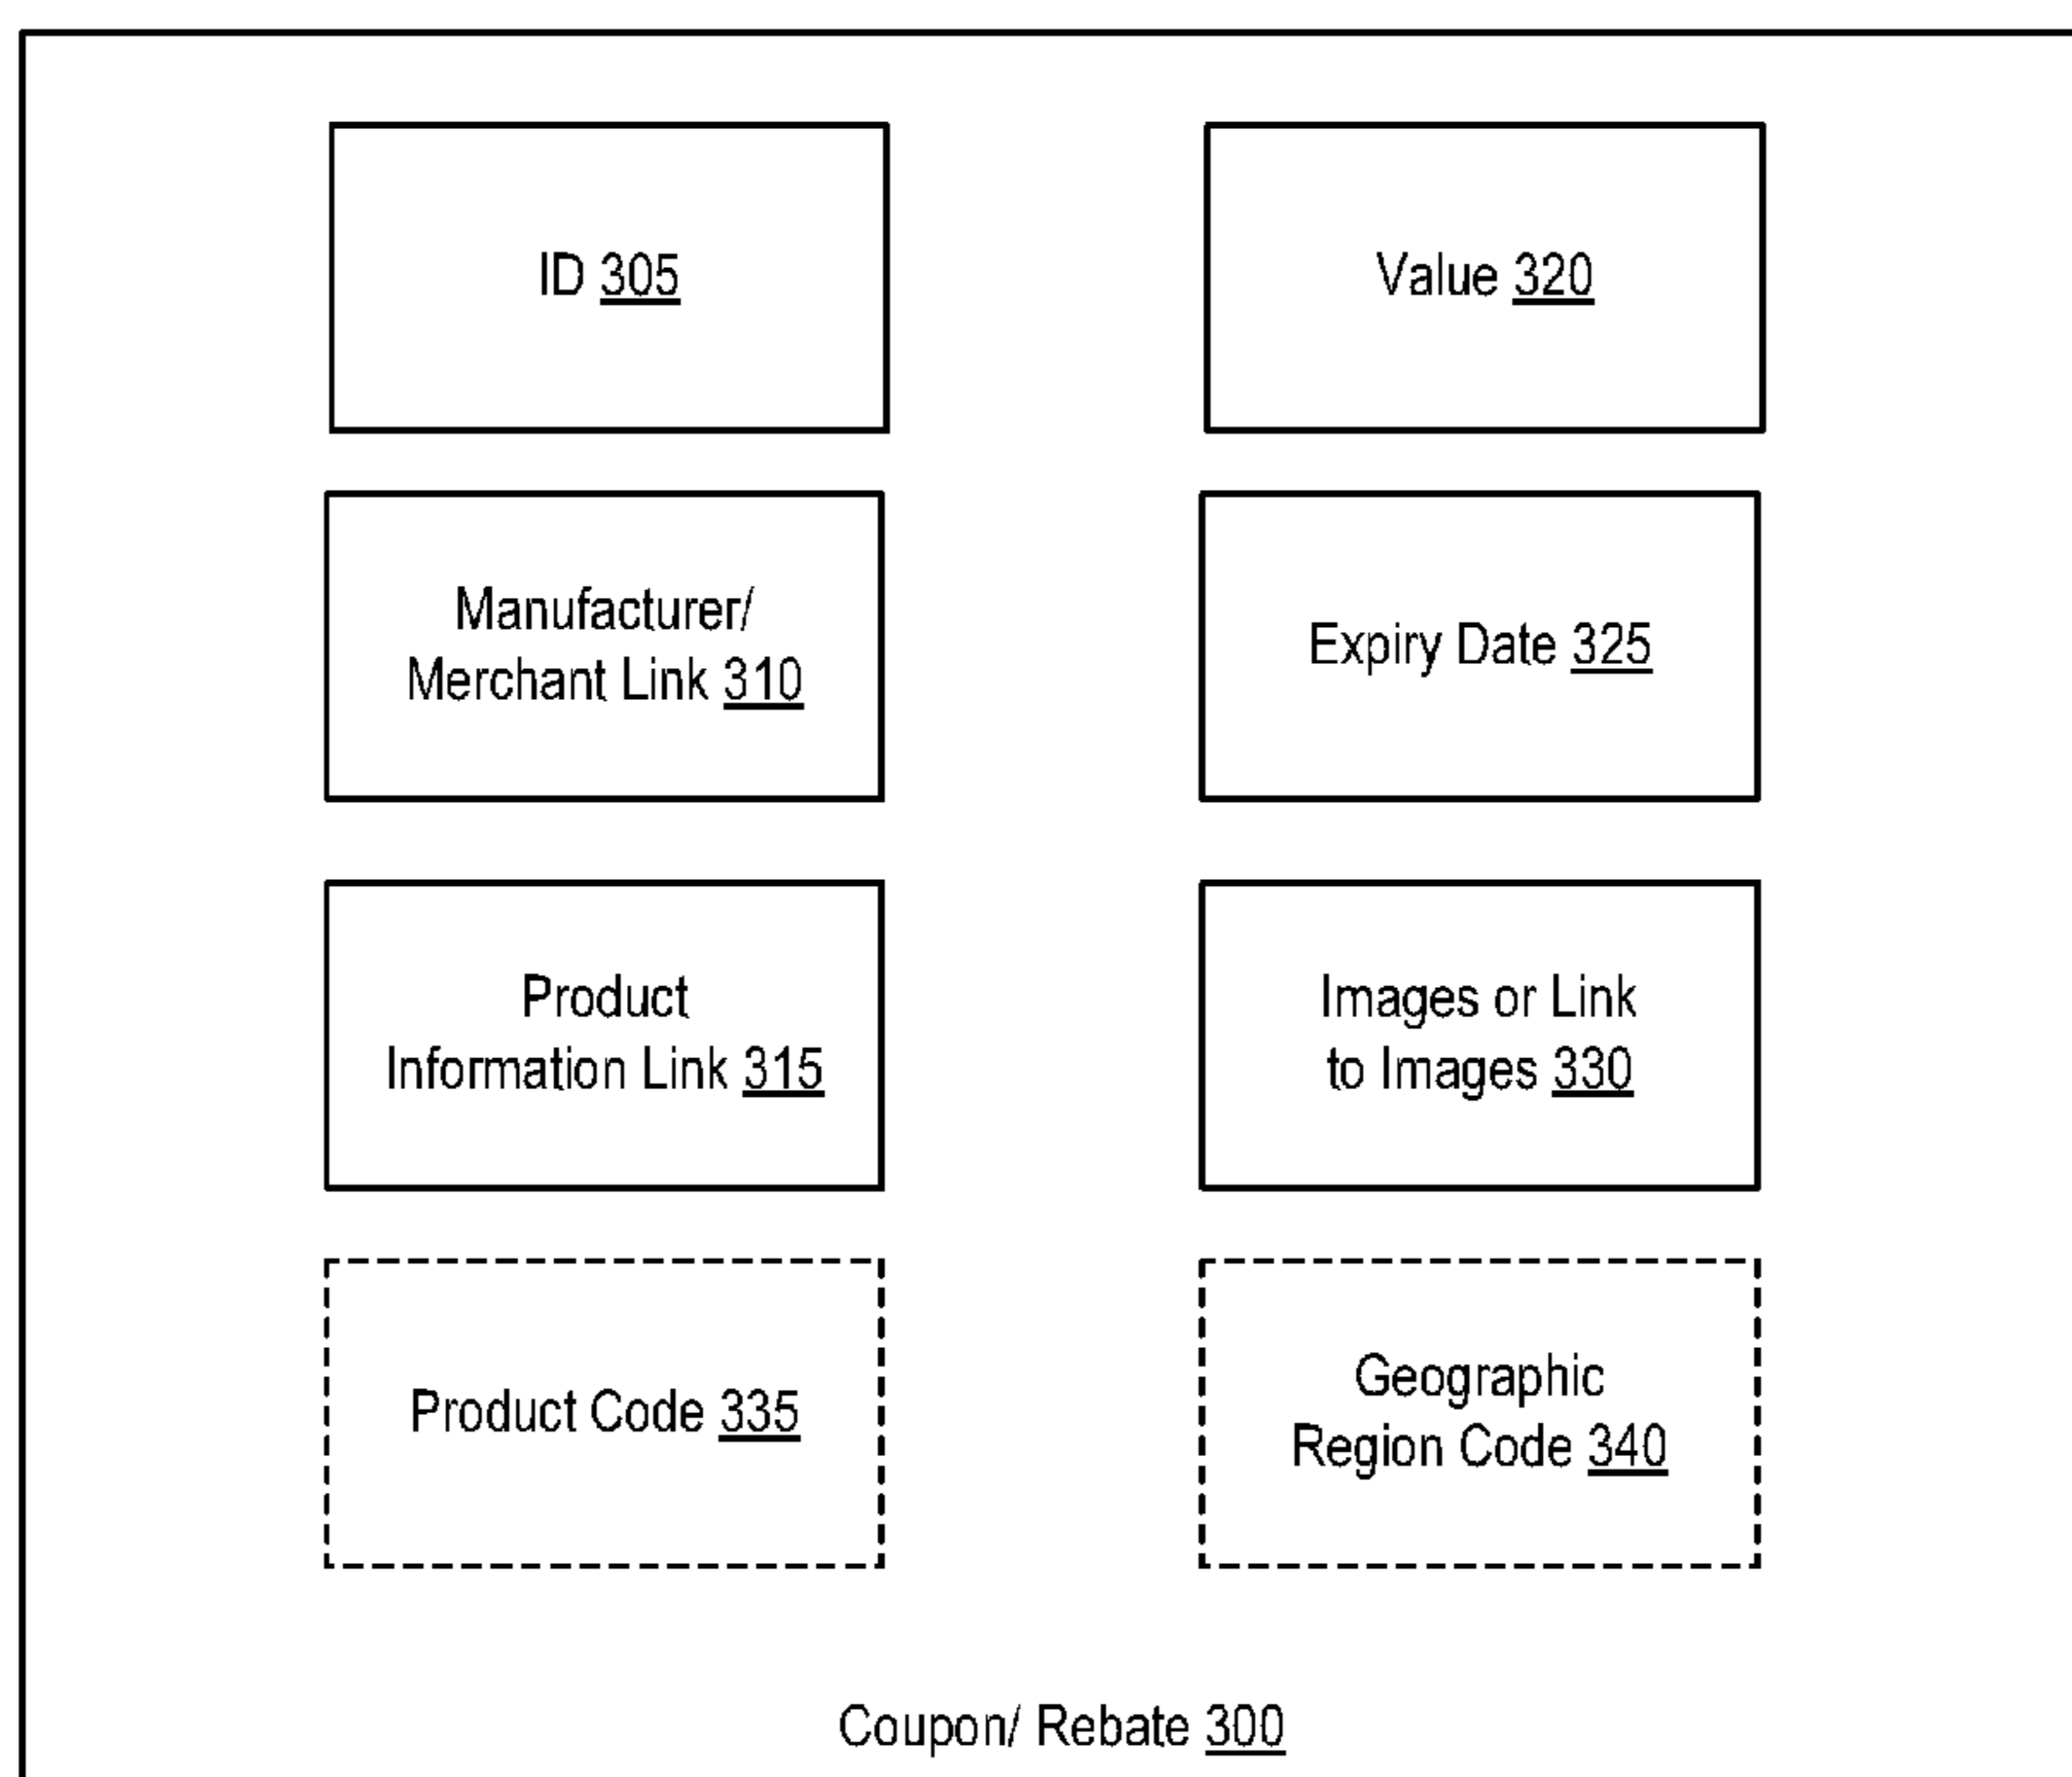 ID 305
Value 320
Manufacturer/
Merchant Link 310
Expiry Date 325
Product
Information Link 315
Images or Link
to Images 330
Product Code 335
Geographic
Region Code 340
Coupon/ Rebate 300